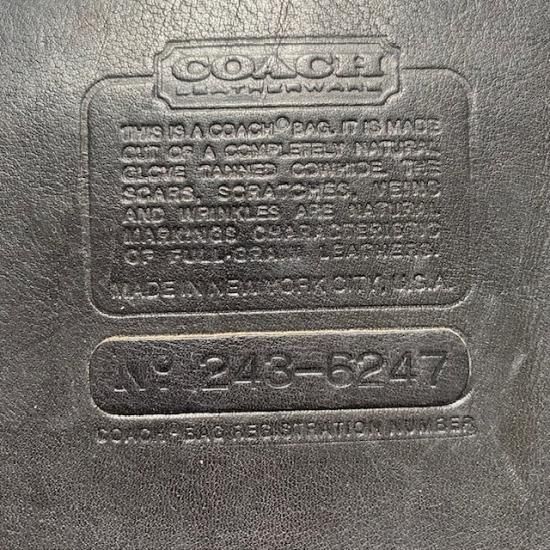 COACH
LEATHERWARE
THIS IS A COACH® BAG. IT IS MADE
OUT OF A COMPLETELY NATURAL
GLOVE TANNED COWHIDE. THE
SCARS, SCRATCHES, VEINS
AND WRINKLES ARE NATURAL
MARKINGS CHARACTERISTIC
OF FULL-GRAIN LEATHERS.
MADE IN NEW YORK CITY, U.S.A.
No. 243-5247
COACH-BAG REGISTRATION NUMBER